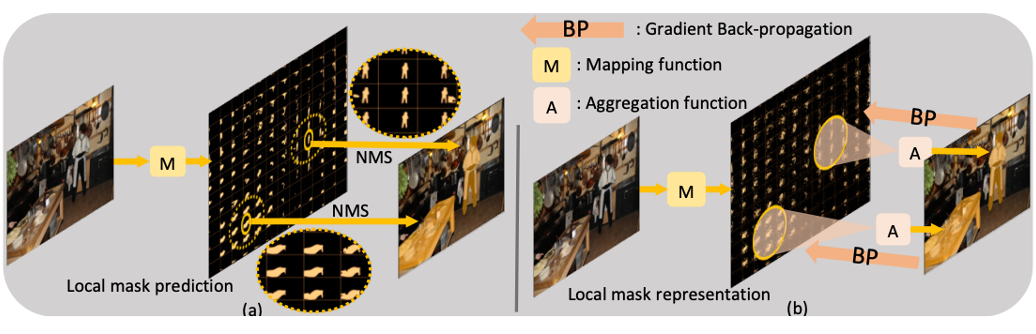 M
NMS
NMS
Local mask prediction
(a)
BP : Gradient Back-propagation
M : Mapping function
A : Aggregation function
M
BP
A
A
BP
Local mask representation
(b)